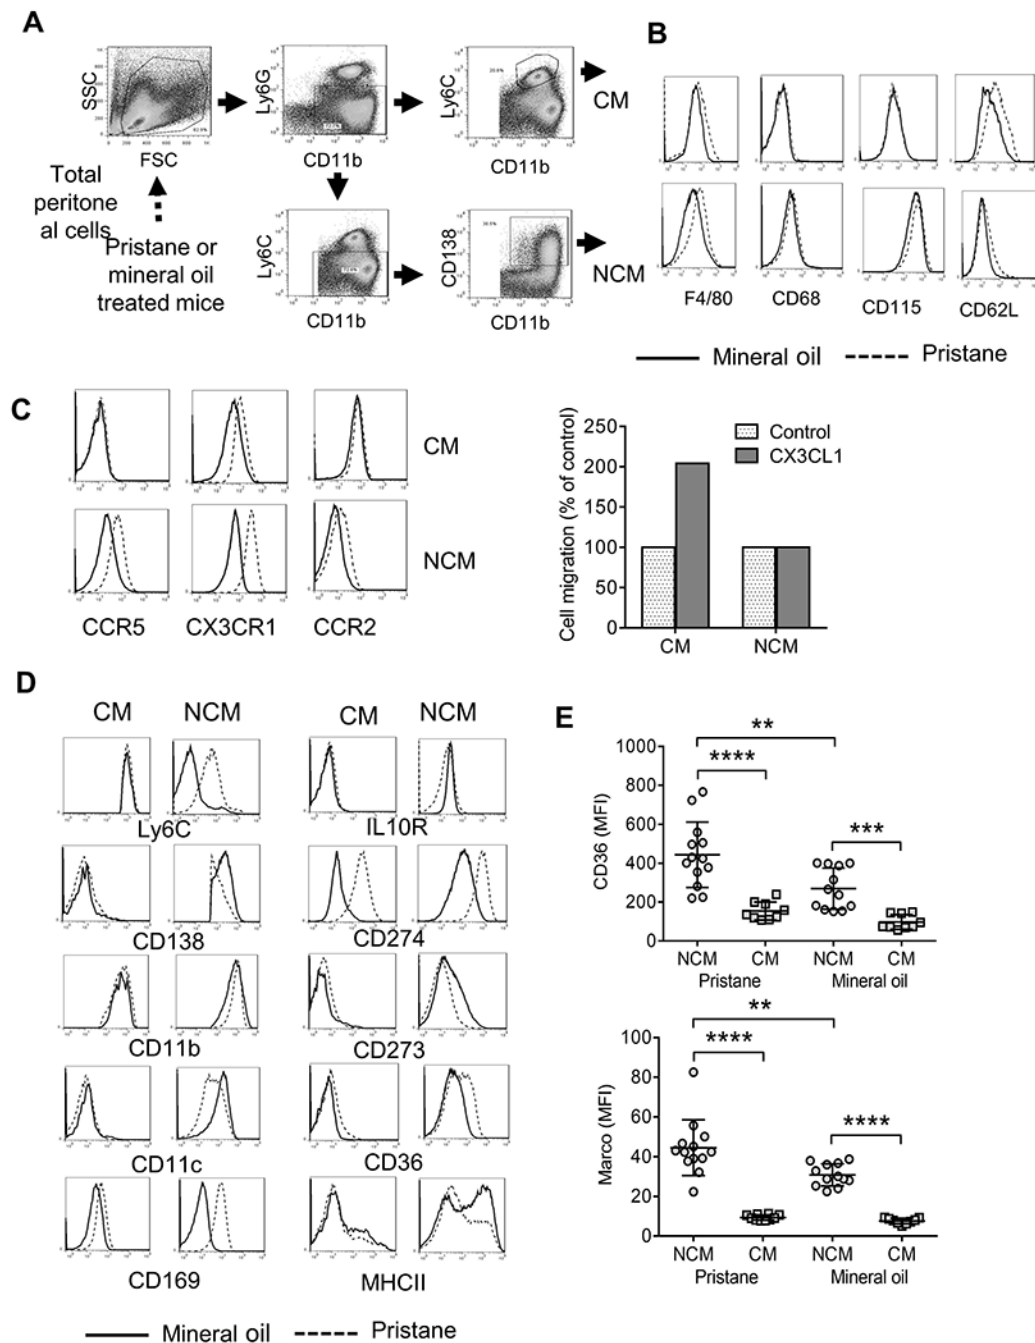 A
SSC
FSC
Ly6G
CD11b
Ly6C
CD11b
CM
Total
peritone
al cells
Pristane or
mineral oil
treated mice
Ly6C
CD11b
CD138
CD11b
NCM
B
F4/80
CD68
CD115
CD62L
Mineral oil
Pristane
C
CM
NCM
CCR5
CX3CR1
CCR2
Cell migration (% of control)
250
200
150
100
50
0
Control
CX3CL1
CM
NCM
D
CM
NCM
CM
NCM
Ly6C
IL10R
CD138
CD274
CD11b
CD273
CD11c
CD36
CD169
MHCII
Mineral oil
Pristane
E
CD36 (MFI)
1000
800
600
400
200
0
**
****
***
NCM
CM
NCM
CM
Pristane
Mineral oil
Marco (MFI)
100
80
60
40
20
0
**
****
****
NCM
CM
NCM
CM
Pristane
Mineral oil